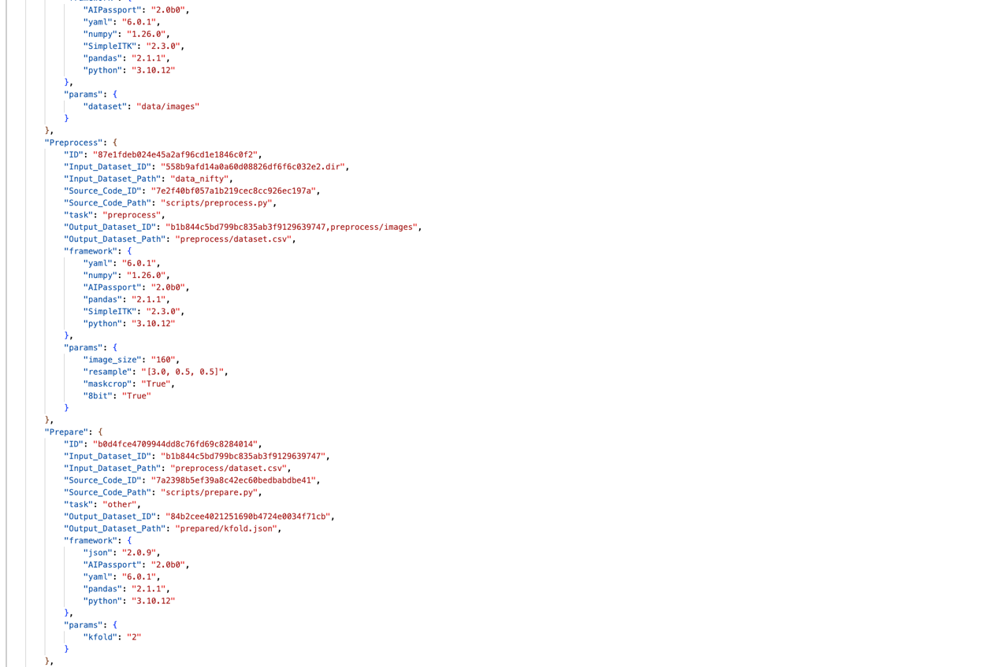 "AIPassport": "2.0b0",
"yaml": "6.0.1",
"numpy": "1.26.0",
"SimpleITK": "2.3.0",
"pandas": "2.1.1",
"python": "3.10.12"
},
"params": {
"dataset": "data/images"
}
},
"Preprocess": {
"ID": "87e1fdeb024e45a2af96cd1e1846c0f2",
"Input_Dataset_ID": "558b9afd14a0a60d08826df6f6c032e2.dir",
"Input_Dataset_Path": "data_nifty",
"Source_Code_ID": "7e2f40bf057a1b219cec8cc926ec197a",
"Source_Code_Path": "scripts/preprocess.py",
"task": "preprocess",
"Output_Dataset_ID": "b1b844c5bd799bc835ab3f9129639747,preprocess/images",
"Output_Dataset_Path": "preprocess/dataset.csv",
"framework": {
"yaml": "6.0.1",
"numpy": "1.26.0",
"AIPassport": "2.0b0",
"pandas": "2.1.1",
"SimpleITK": "2.3.0",
"python": "3.10.12"
},
"params": {
"image_size": "160",
"resample": "[3.0, 0.5, 0.5]",
"maskcrop": "True",
"8bit": "True"
}
},
"Prepare": {
"ID": "b0d4fce4709944dd8c76fd69c8284014",
"Input_Dataset_ID": "b1b844c5bd799bc835ab3f9129639747",
"Input_Dataset_Path": "preprocess/dataset.csv",
"Source_Code_ID": "7a2398b5ef39a8c42ec60bedbabdbe41",
"Source_Code_Path": "scripts/prepare.py",
"task": "other",
"Output_Dataset_ID": "84b2cee4021251690b4724e0034f71cb",
"Output_Dataset_Path": "prepared/kfold.json",
"framework": {
"json": "2.0.9",
"AIPassport": "2.0b0",
"yaml": "6.0.1",
"pandas": "2.1.1",
"python": "3.10.12"
},
"params": {
"kfold": "2"
}
},